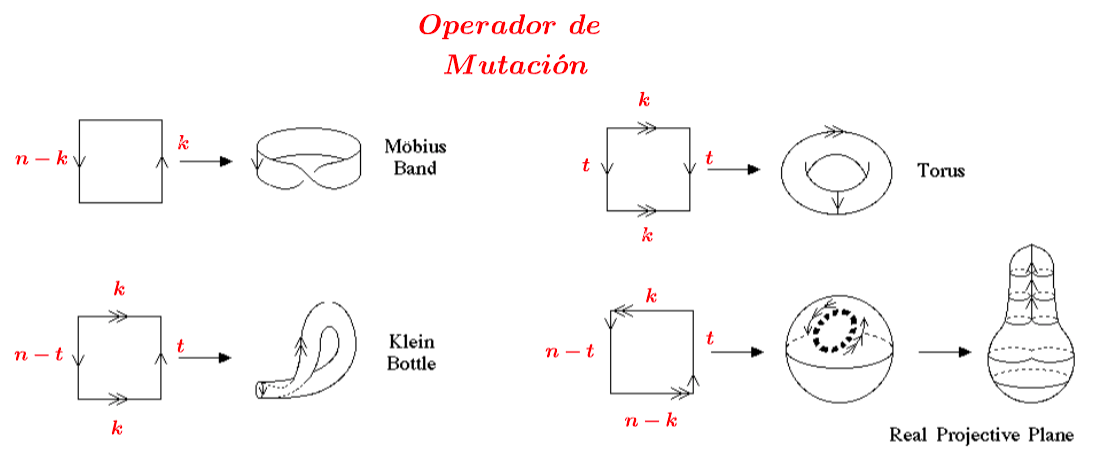 Operador de
Mutación
n − k
k
Möbius
Band
k
t
t
k
Torus
k
n − t
t
k
Klein
Bottle
k
n − t
t
n − k
Real Projective Plane